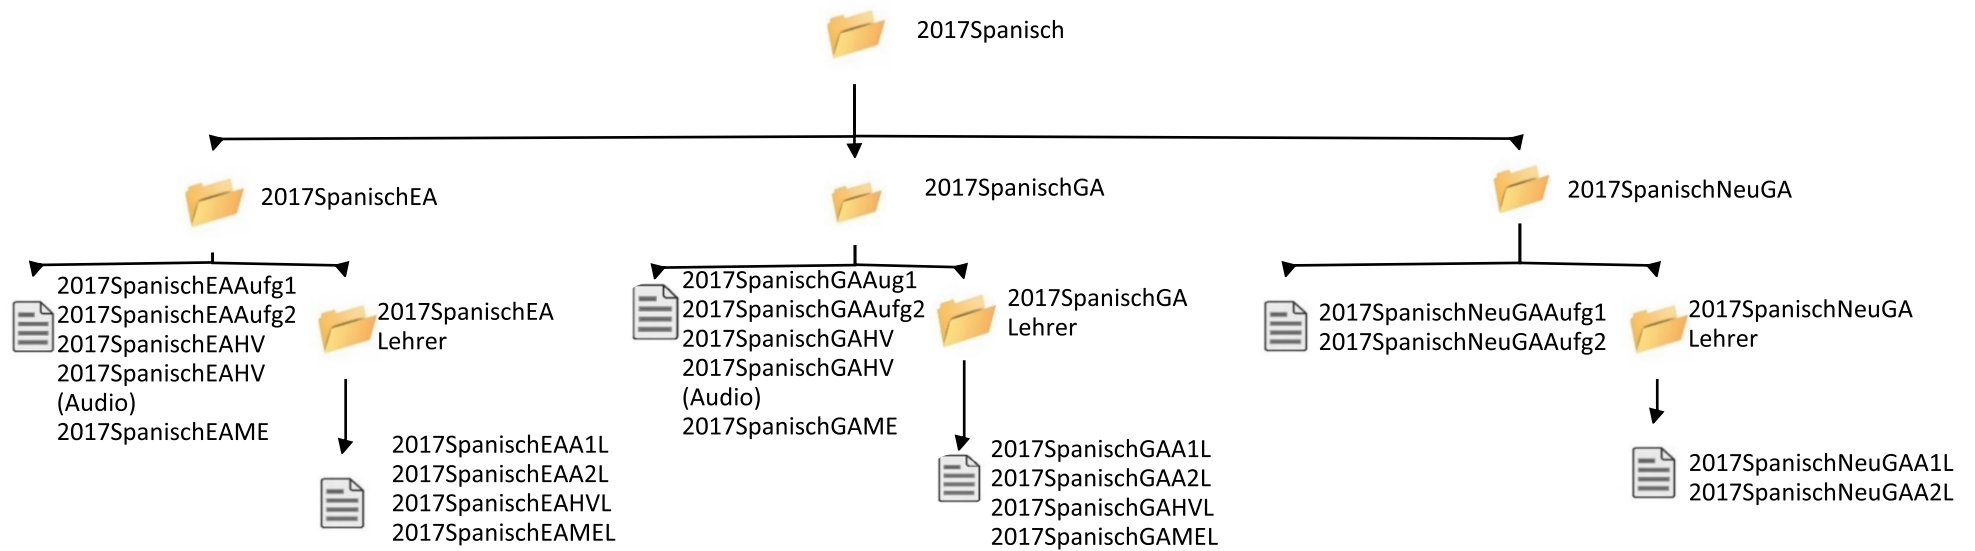 2017Spanisch
2017SpanischEA
2017SpanischGA
2017SpanischNeuGA
2017SpanischEAAufg1
2017SpanischEAAufg2
2017SpanischEAHV
2017SpanischEAHV
(Audio)
2017SpanischEAME
2017SpanischEA
Lehrer
2017SpanischEAA1L
2017SpanischEAA2L
2017SpanischEAHVL
2017SpanischEAMEL
2017SpanischGAAug1
2017SpanischGAAufg2
2017SpanischGAHV
2017SpanischGAHV
(Audio)
2017SpanischGAME
2017SpanischGA
Lehrer
2017SpanischGAA1L
2017SpanischGAA2L
2017SpanischGAHVL
2017SpanischGAMEL
2017SpanischNeuGAAufg1
2017SpanischNeuGAAufg2
2017SpanischNeuGA
Lehrer
2017SpanischNeuGAA1L
2017SpanischNeuGAA2L